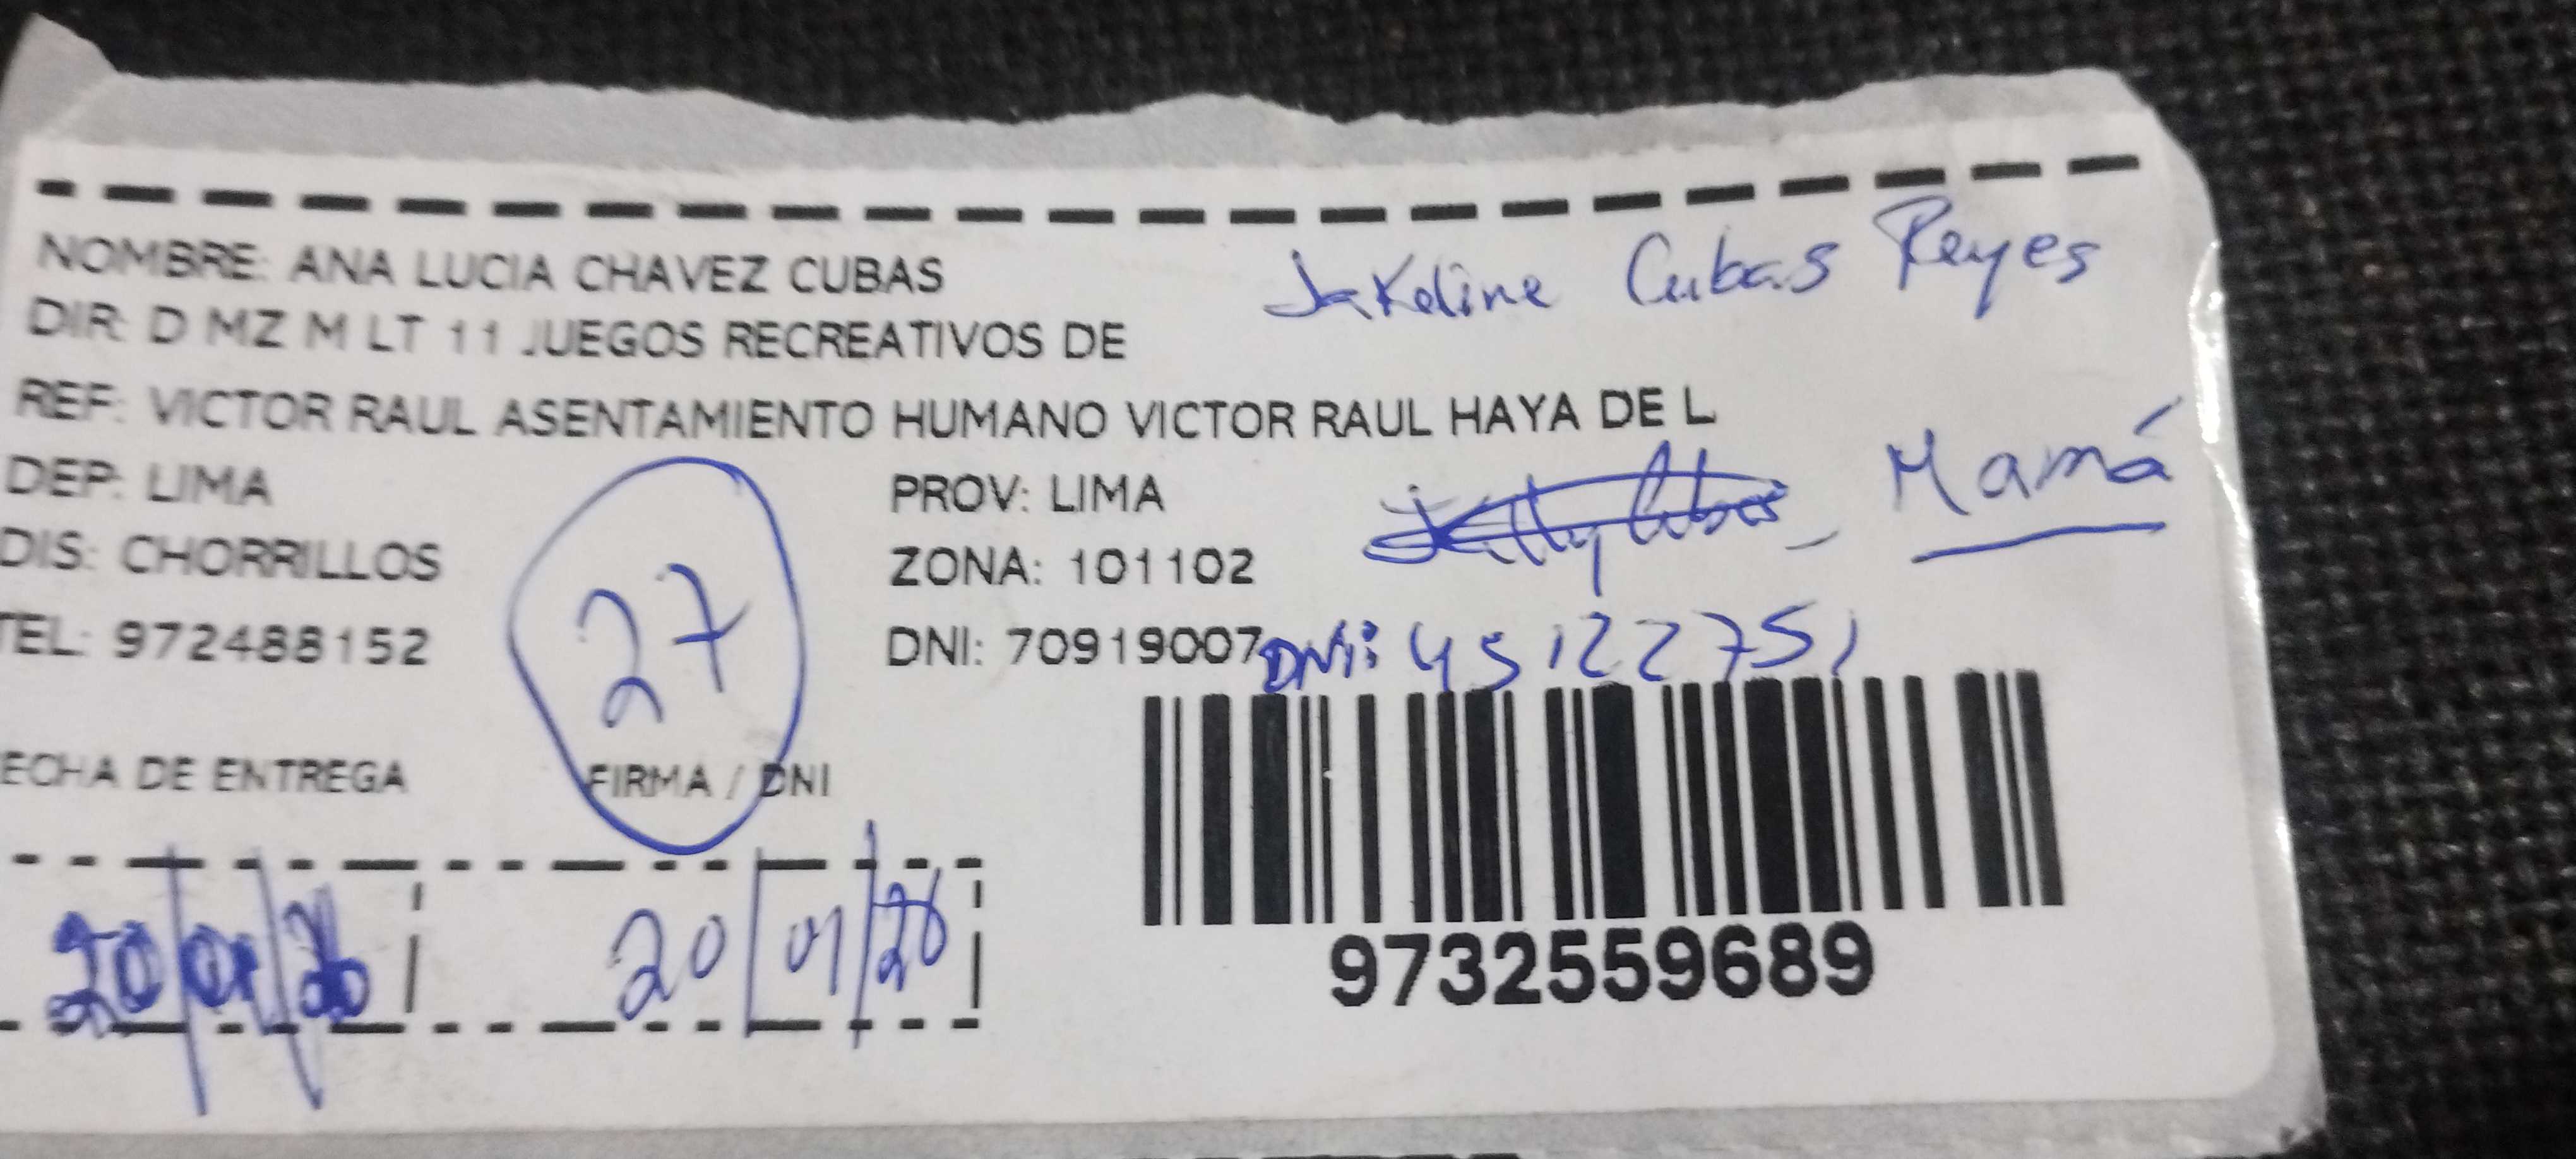 NOMBRE: ANA LUCIA CHAVEZ CUBAS
Jakeline Cubas Reyes
DIR: D MZ M LT 11 JUEGOS RECREATIVOS DE
REF: VICTOR RAUL ASENTAMIENTO HUMANO VICTOR RAUL HAYA DE L
DEP: LIMA
PROV: LIMA
Mamá
DIS: CHORRILLOS
27
ZONA: 101102
TEL: 972488152
DNI: 70919007
DNI: 45122751
ECHA DE ENTREGA
FIRMA / DNI
20/01/26
20/01/26
9732559689